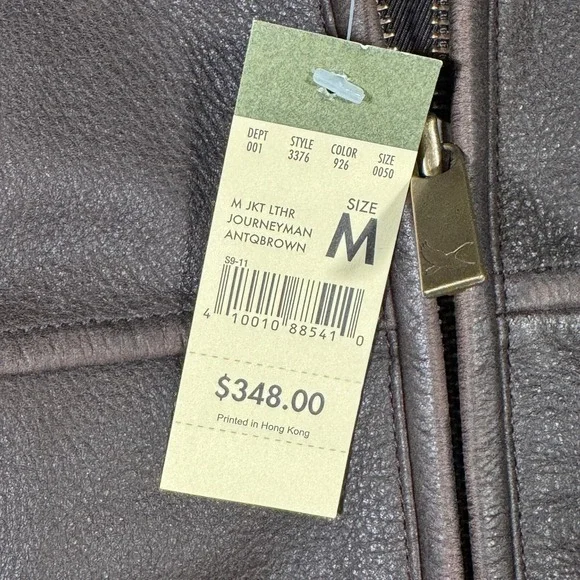 DEPT STYLE COLOR SIZE
001 3376 926 0050
M JKT LTHR
JOURNEYMAN
ANTQBROWN
SIZE
M
S9-11
4 10010 88541 0
$348.00
Printed in Hong Kong